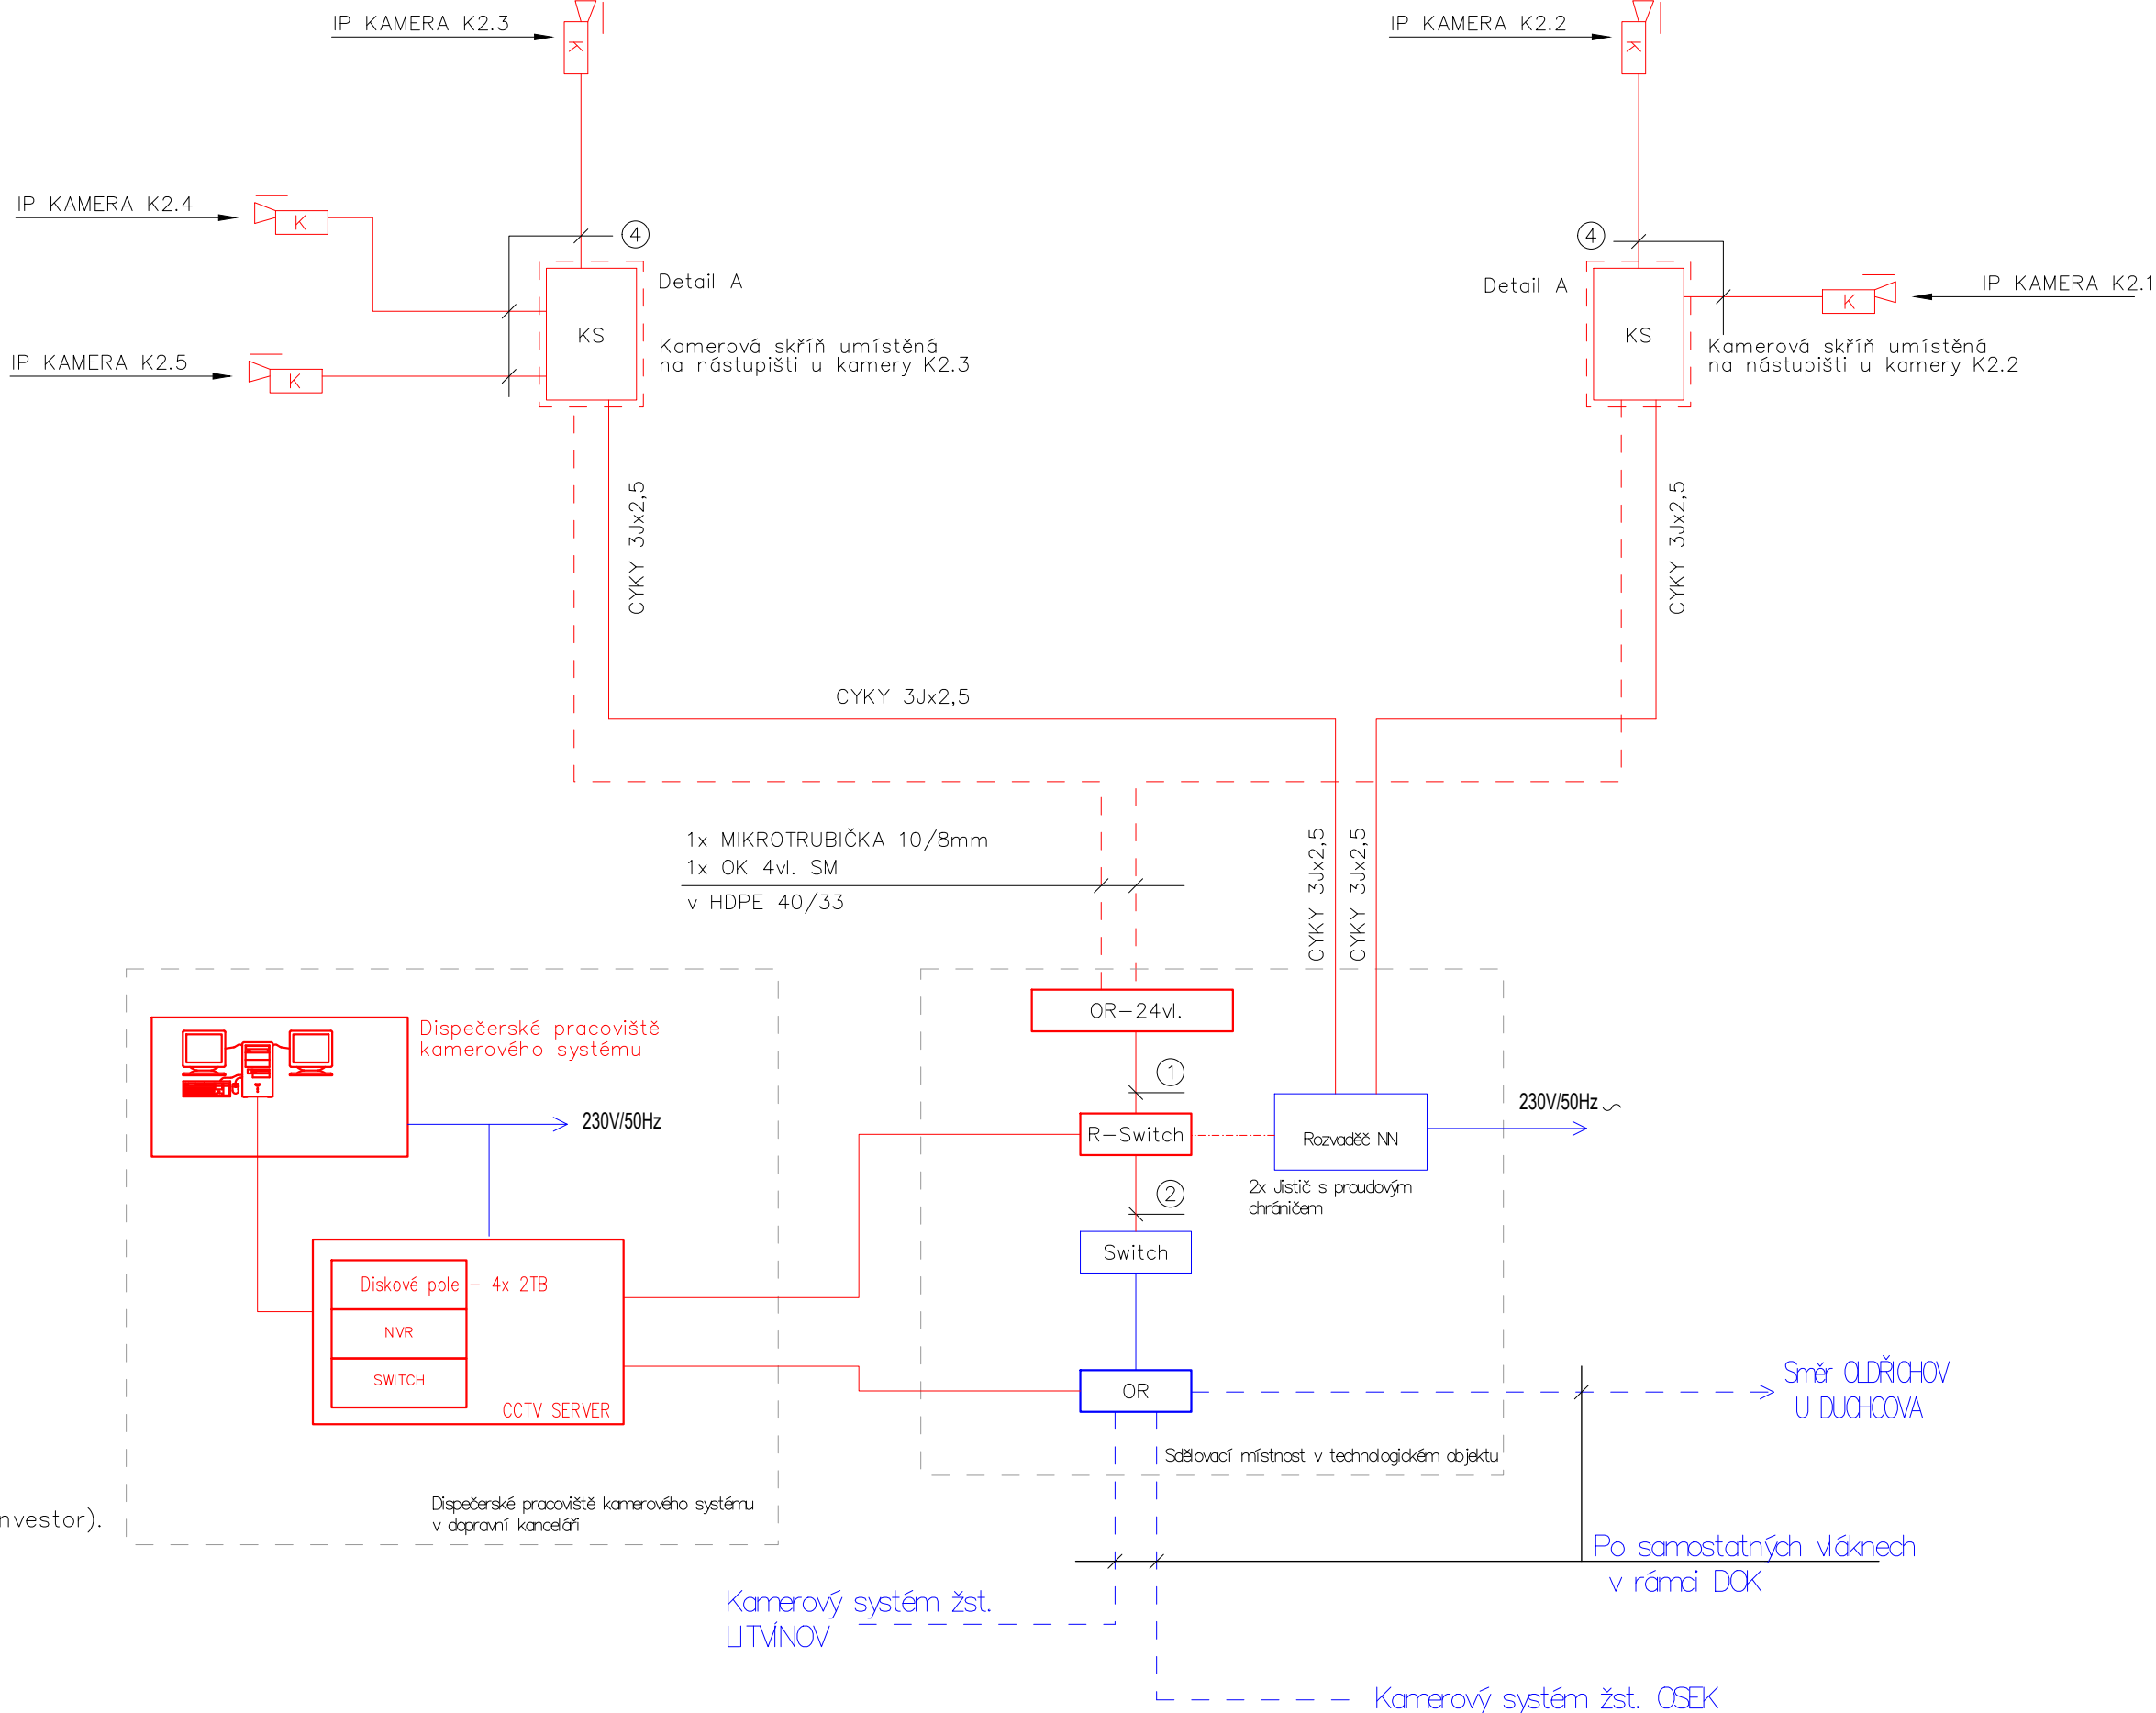 IP KAMERA K2.3
K
IP KAMERA K2.2
K
IP KAMERA K2.4
K
4
Detail A
KS
Kamerová skříň umístěná
na nástupišti u kamery K2.3
IP KAMERA K2.5
K
4
Detail A
KS
IP KAMERA K2.1
K
Kamerová skříň umístěná
na nástupišti u kamery K2.2
CYKY 3Jx2,5
CYKY 3Jx2,5
CYKY 3Jx2,5
1x MIKROTRUBIČKA 10/8mm
1x OK 4vl. SM
v HDPE 40/33
CYKY 3Jx2,5
CYKY 3Jx2,5
Dispečerské pracoviště
kamerového systému
230V/50Hz
OR-24vl.
1
R-Switch
Rozvaděč NN
230V/50Hz
2x Jistič s proudovým
chráničem
2
Switch
Diskové pole - 4x 2TB
NVR
SWITCH
CCTV SERVER
OR
Směr OLDŘICHOV
U DUCHCOVA
Sdělovací místnost v technologickém objektu
Dispečerské pracoviště kamerového systému
v dopravní kanceláři
nvestor).
Po samostatných vláknech
v rámci DOK
Kamerový systém žst.
LITVÍNOV
Kamerový systém žst. OSEK